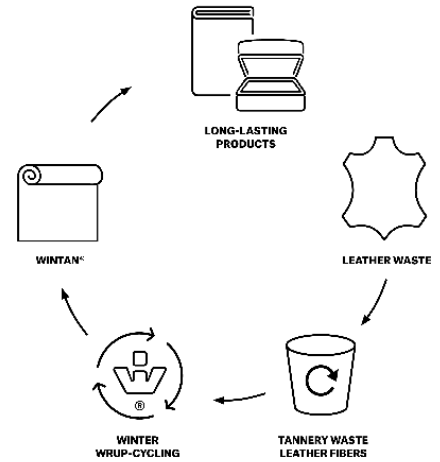 LONG-LASTING
PRODUCTS
WINTAN®
LEATHER WASTE
®
WINTER
WRUP-CYCLING
TANNERY WASTE
LEATHER FIBERS